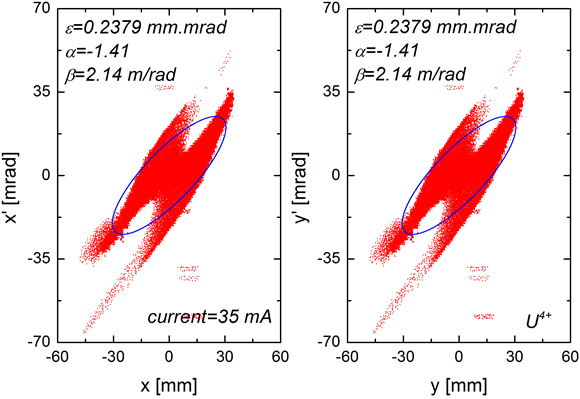 ε=0.2379 mm.mrad
α=-1.41
β=2.14 m/rad
current=35 mA
x' [mrad]
70
35
0
-35
-70
-60
-30
0
30
60
x [mm]
ε=0.2379 mm.mrad
α=-1.41
β=2.14 m/rad
U4+
y' [mrad]
70
35
0
-35
-70
-60
-30
0
30
60
y [mm]